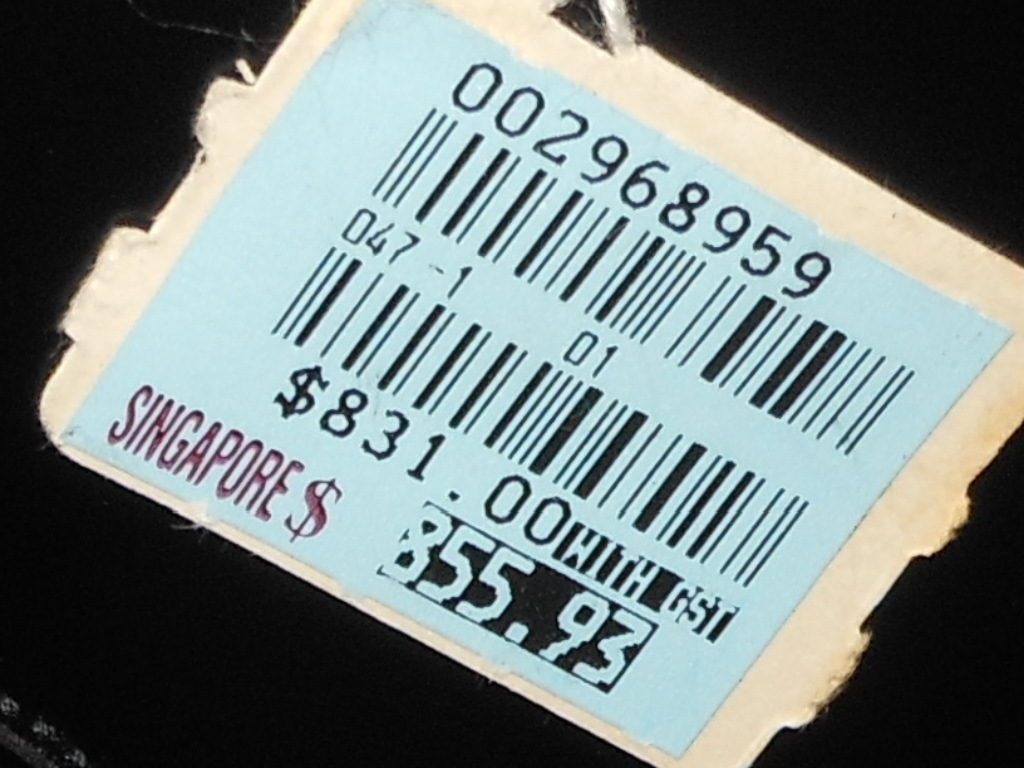 002968959
047-1 01
$831.00
WITH GST
SINGAPORE $ 855.93